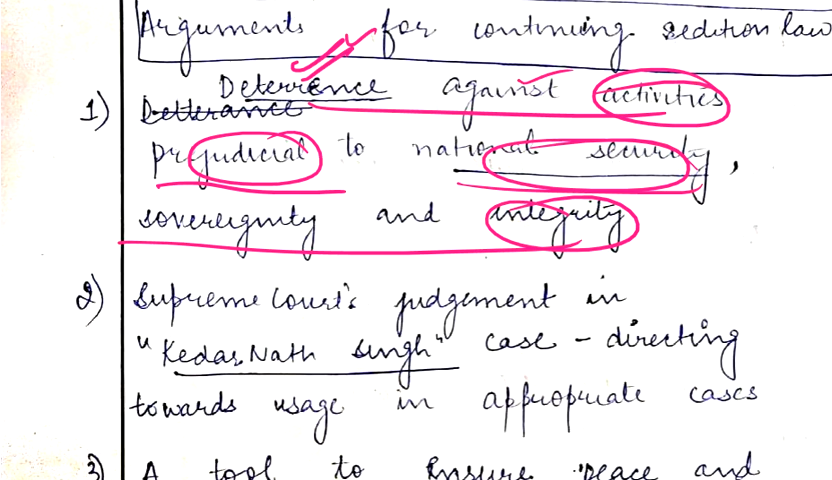 Arguments for continuing sedition law
Deterrence against activities
1) Detterance
prejudicial to national security,
sovereignty and integrity
2) Supreme Court's judgement in
"Kedar Nath Singh" case - directing
towards usage in appropriate cases
3) A tool to ensure peace and